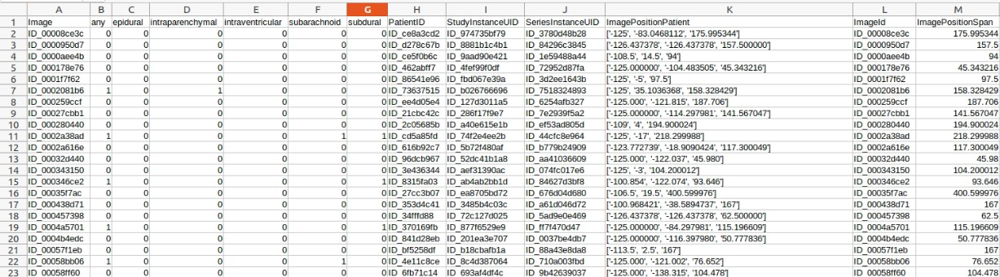 A B C D E F G H I J K L M
1 Image any epidural intraparenchymal intraventricular subarachnoid subdural PatientID StudyInstanceUID SeriesInstanceUID ImagePositionPatient ImageId ImagePositionSpan
2 ID_00008ce3c 0 0 0 0 0 0 ID_ce8a3cd2 ID_974735bf79 ID_3780d48b28 ['-125', '-83.0468112', '175.995344'] ID_00008ce3c 175.995344
3 ID_0000950d7 0 0 0 0 0 0 ID_d278c67b ID_8881b1c4b1 ID_84296c3845 ['-126.437378', '-126.437378', '157.500000'] ID_0000950d7 157.5
4 ID_0000aee4b 0 0 0 0 0 0 ID_ce5f0b6c ID_9aad90e421 ID_1e59488a44 ['-108.5', '14.5', '94'] ID_0000aee4b 94
5 ID_000178e76 0 0 0 0 0 0 ID_462abff7 ID_4fef99f0df ID_72952d87fa ['-125.000000', '-104.483505', '45.343216'] ID_000178e76 45.343216
6 ID_0001f7f62 0 0 0 0 0 0 ID_86541e96 ID_fbd067e39a ID_3d2ee1643b ['-125', '-5', '97.5'] ID_0001f7f62 97.5
7 ID_0002081b6 1 0 1 0 0 0 ID_73637515 ID_b026766696 ID_7518324893 ['-125', '35.1036368', '158.328429'] ID_0002081b6 158.328429
8 ID_000259ccf 0 0 0 0 0 0 ID_ee4d05e4 ID_127d3011a5 ID_6254afb327 ['-125.000', '-121.815', '187.706'] ID_000259ccf 187.706
9 ID_00027cbb1 0 0 0 0 0 0 ID_21cbc42c ID_286f17f9e7 ID_7e2939f5a2 ['-125.000000', '-114.297981', '141.567047'] ID_00027cbb1 141.567047
10 ID_000280440 0 0 0 0 0 0 ID_2c05685b ID_a40e615e1b ID_ef53ad805d ['-109', '4', '194.900024'] ID_000280440 194.900024
11 ID_0002a38ad 1 0 0 0 1 1 ID_cd5a85fd ID_74f2e4ee2b ID_44cfc8e964 ['-125', '-17', '218.299988'] ID_0002a38ad 218.299988
12 ID_0002a616e 0 0 0 0 0 0 ID_616b92c7 ID_5b72f480af ID_b779b24909 ['-123.772739', '-18.9090424', '117.300049'] ID_0002a616e 117.300049
13 ID_00032d440 0 0 0 0 0 0 ID_96dcb967 ID_52dc41b1a8 ID_aa41036609 ['-125.000', '-122.037', '45.980'] ID_00032d440 45.98
14 ID_000343150 0 0 0 0 0 0 ID_3e436344 ID_aef31390ac ID_074fc017e6 ['-125', '-3', '104.200012'] ID_000343150 104.200012
15 ID_000346ce2 1 0 0 0 0 1 ID_8315fa03 ID_ab4ab2bb1d ID_84627d3bf8 ['-100.854', '-122.074', '93.646'] ID_000346ce2 93.646
16 ID_00035f7ac 0 0 0 0 0 0 ID_27cc3b07 ID_ea8705bd72 ID_676d04d680 ['-106.5', '19.5', '400.599976'] ID_00035f7ac 400.599976
17 ID_000438d71 0 0 0 0 0 0 ID_353d4c41 ID_3485b4c03c ID_a61d046d72 ['-100.968421', '-38.5894737', '167'] ID_000438d71 167
18 ID_000457398 0 0 0 0 0 0 ID_34fffd88 ID_72c127d025 ID_5ad9e0e469 ['-126.437378', '-126.437378', '62.500000'] ID_000457398 62.5
19 ID_0004a5701 1 0 0 0 0 1 ID_370169fb ID_877f6529e9 ID_ff7f470d47 ['-125.000000', '-84.297981', '115.196609'] ID_0004a5701 115.196609
20 ID_0004b4edc 0 0 0 0 0 0 ID_841d28eb ID_201ea3e707 ID_0037be4db7 ['-125.000000', '-116.397980', '50.777836'] ID_0004b4edc 50.777836
21 ID_00057f1eb 0 0 0 0 0 0 ID_bf5258df ID_b18cbafb1a ID_88a43e8da8 ['-113.5', '2.5', '167'] ID_00057f1eb 167
22 ID_00058bb06 1 0 0 0 1 0 ID_4e11c8ce ID_8c4d387064 ID_710a003fbd ['-125.000', '-121.002', '76.652'] ID_00058bb06 76.652
23 ID_00058ff60 0 0 0 0 0 0 ID_6fb71c14 ID_693af4df4c ID_9b42639037 ['-125.000', '-138.315', '104.478'] ID_00058ff60 104.478